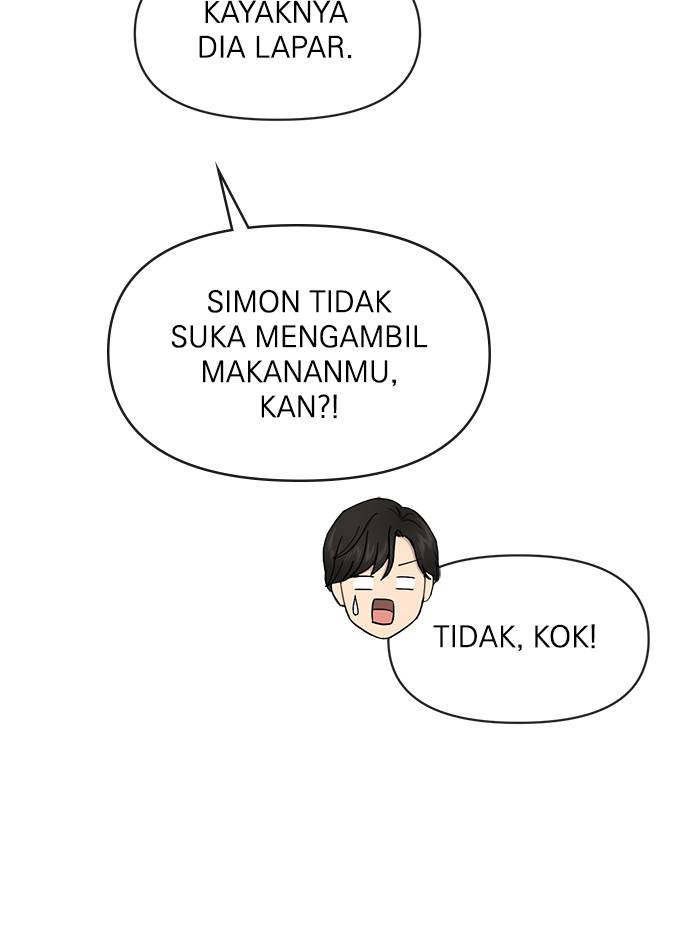 KAYAKNYA
DIA LAPAR.
SIMON TIDAK
SUKA MENGAMBIL
MAKANANMU,
KAN?!
TIDAK, KOK!